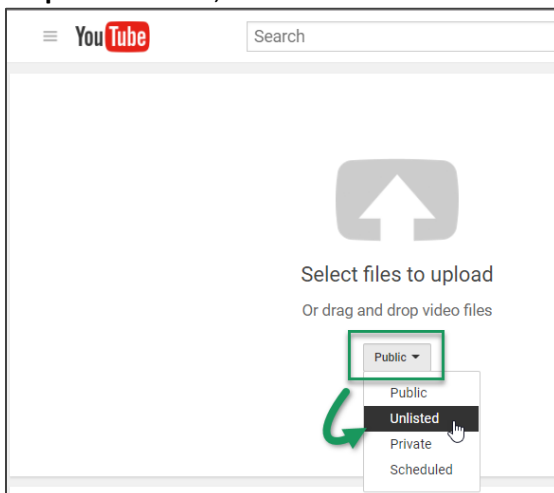 YouTube
Search
Select files to upload
Or drag and drop video files
Public
Public
Unlisted
Private
Scheduled